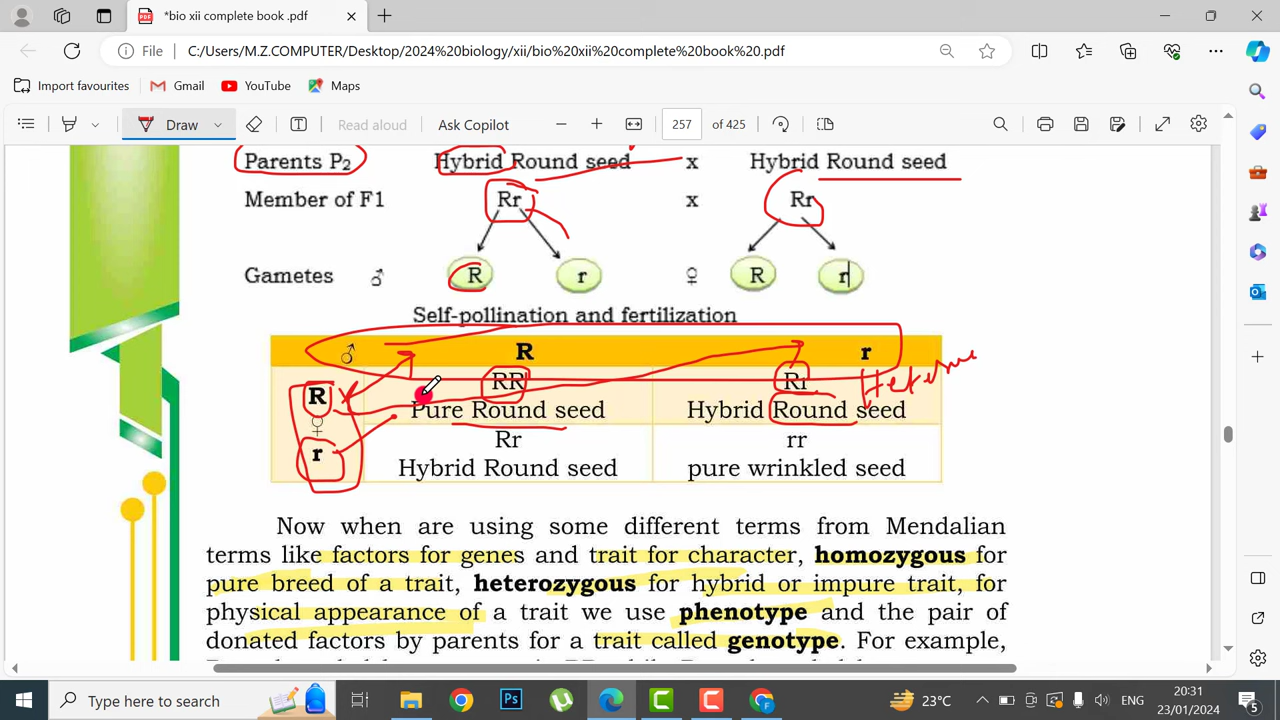 *bio xii complete book .pdf
File
C:/Users/M.Z.COMPUTER/Desktop/2024%20biology/xii/bio%20xii%20complete%20book%20.pdf
Import favourites
Gmail
YouTube
Maps
Draw
Read aloud
Ask Copilot
257 of 425
Parents P2 Hybrid Round seed x Hybrid Round seed
Member of F1 Rr x Rr
Gametes ♂ R r ♀ R r
Self-pollination and fertilization
♂ R r
R RR Rr
Pure Round seed Hybrid Round seed
♀
r Rr rr
Hybrid Round seed pure wrinkled seed
Now when are using some different terms from Mendalian
terms like factors for genes and trait for character, homozygous for
pure breed of a trait, heterozygous for hybrid or impure trait, for
physical appearance of a trait we use phenotype and the pair of
donated factors by parents for a trait called genotype. For example,
Type here to search
Ps
23°C
ENG
20:31
23/01/2024
5